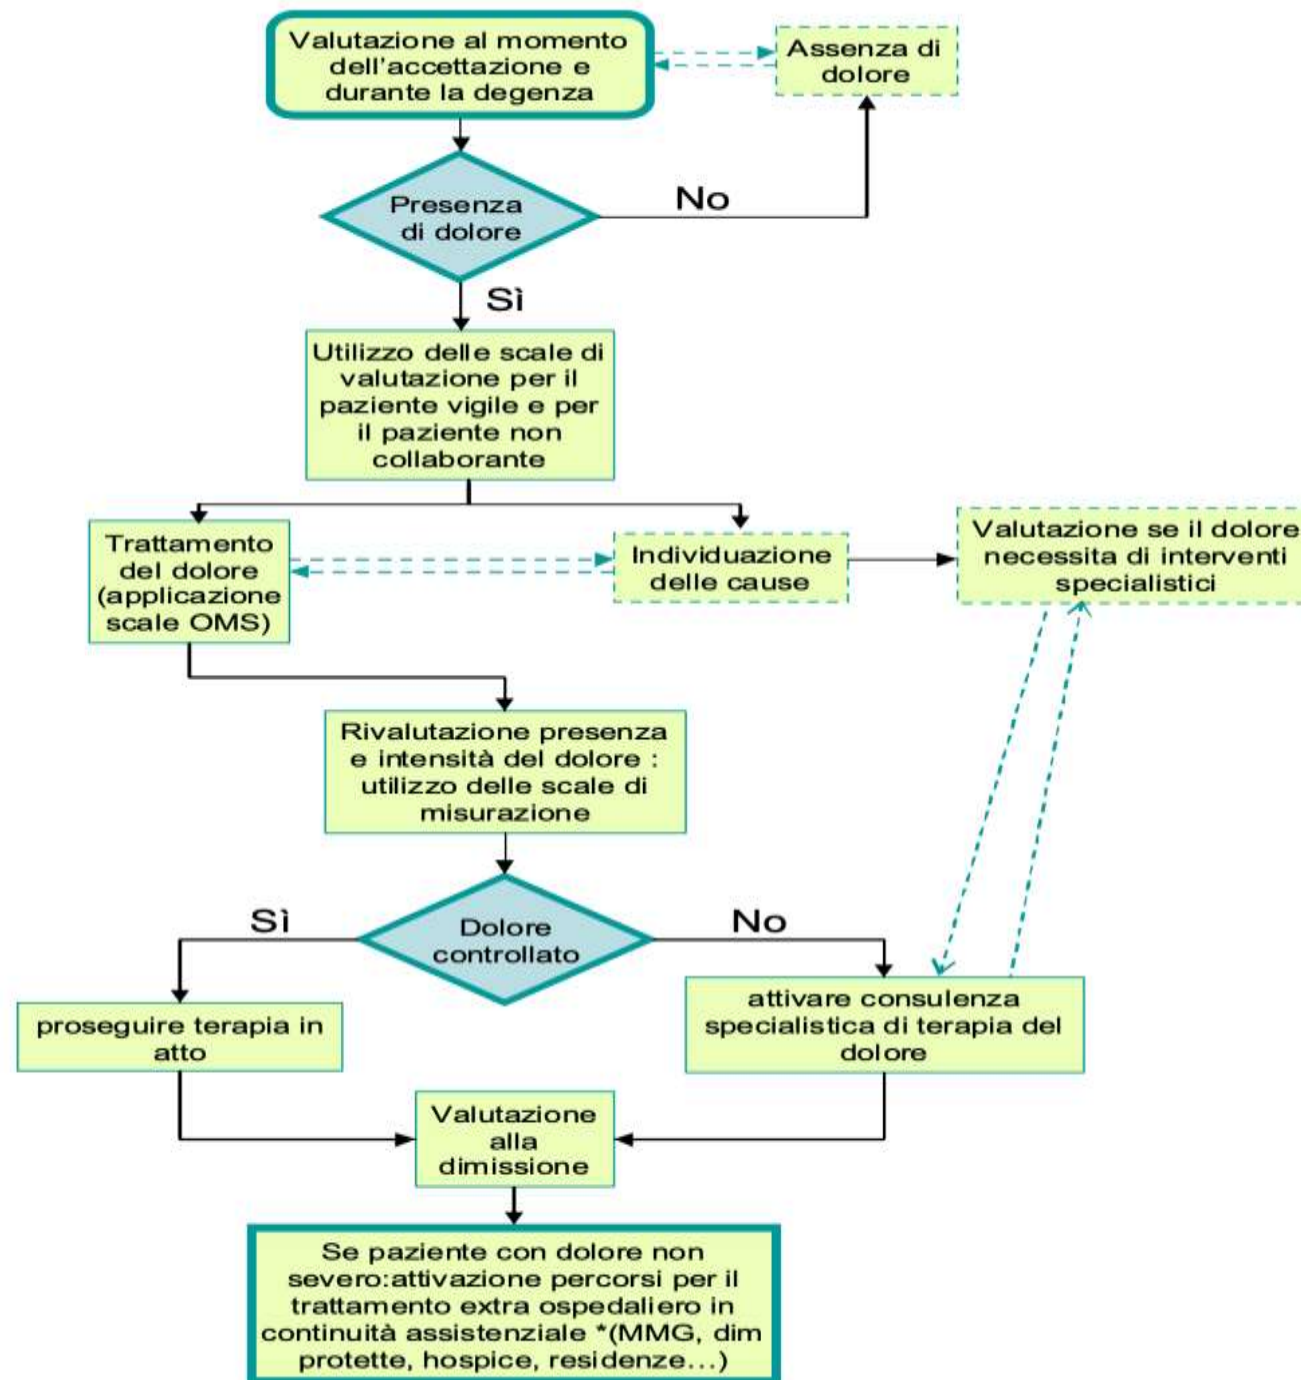 Valutazione al momento
dell'accettazione e
durante la degenza
Assenza di
dolore
Presenza
di dolore
No
Sì
Utilizzo delle scale di
valutazione per il
paziente vigile e per
il paziente non
collaborante
Trattamento
del dolore
(applicazione
scale OMS)
Individuazione
delle cause
Valutazione se il dolore
necessita di interventi
specialistici
Rivalutazione presenza
e intensità del dolore :
utilizzo delle scale di
misurazione
Sì
Dolore
controllato
No
proseguire terapia in
atto
attivare consulenza
specialistica di terapia del
dolore
Valutazione
alla
dimissione
Se paziente con dolore non
severo:attivazione percorsi per il
trattamento extra ospedaliero in
continuità assistenziale *(MMG, dim
protette, hospice, residenze…)